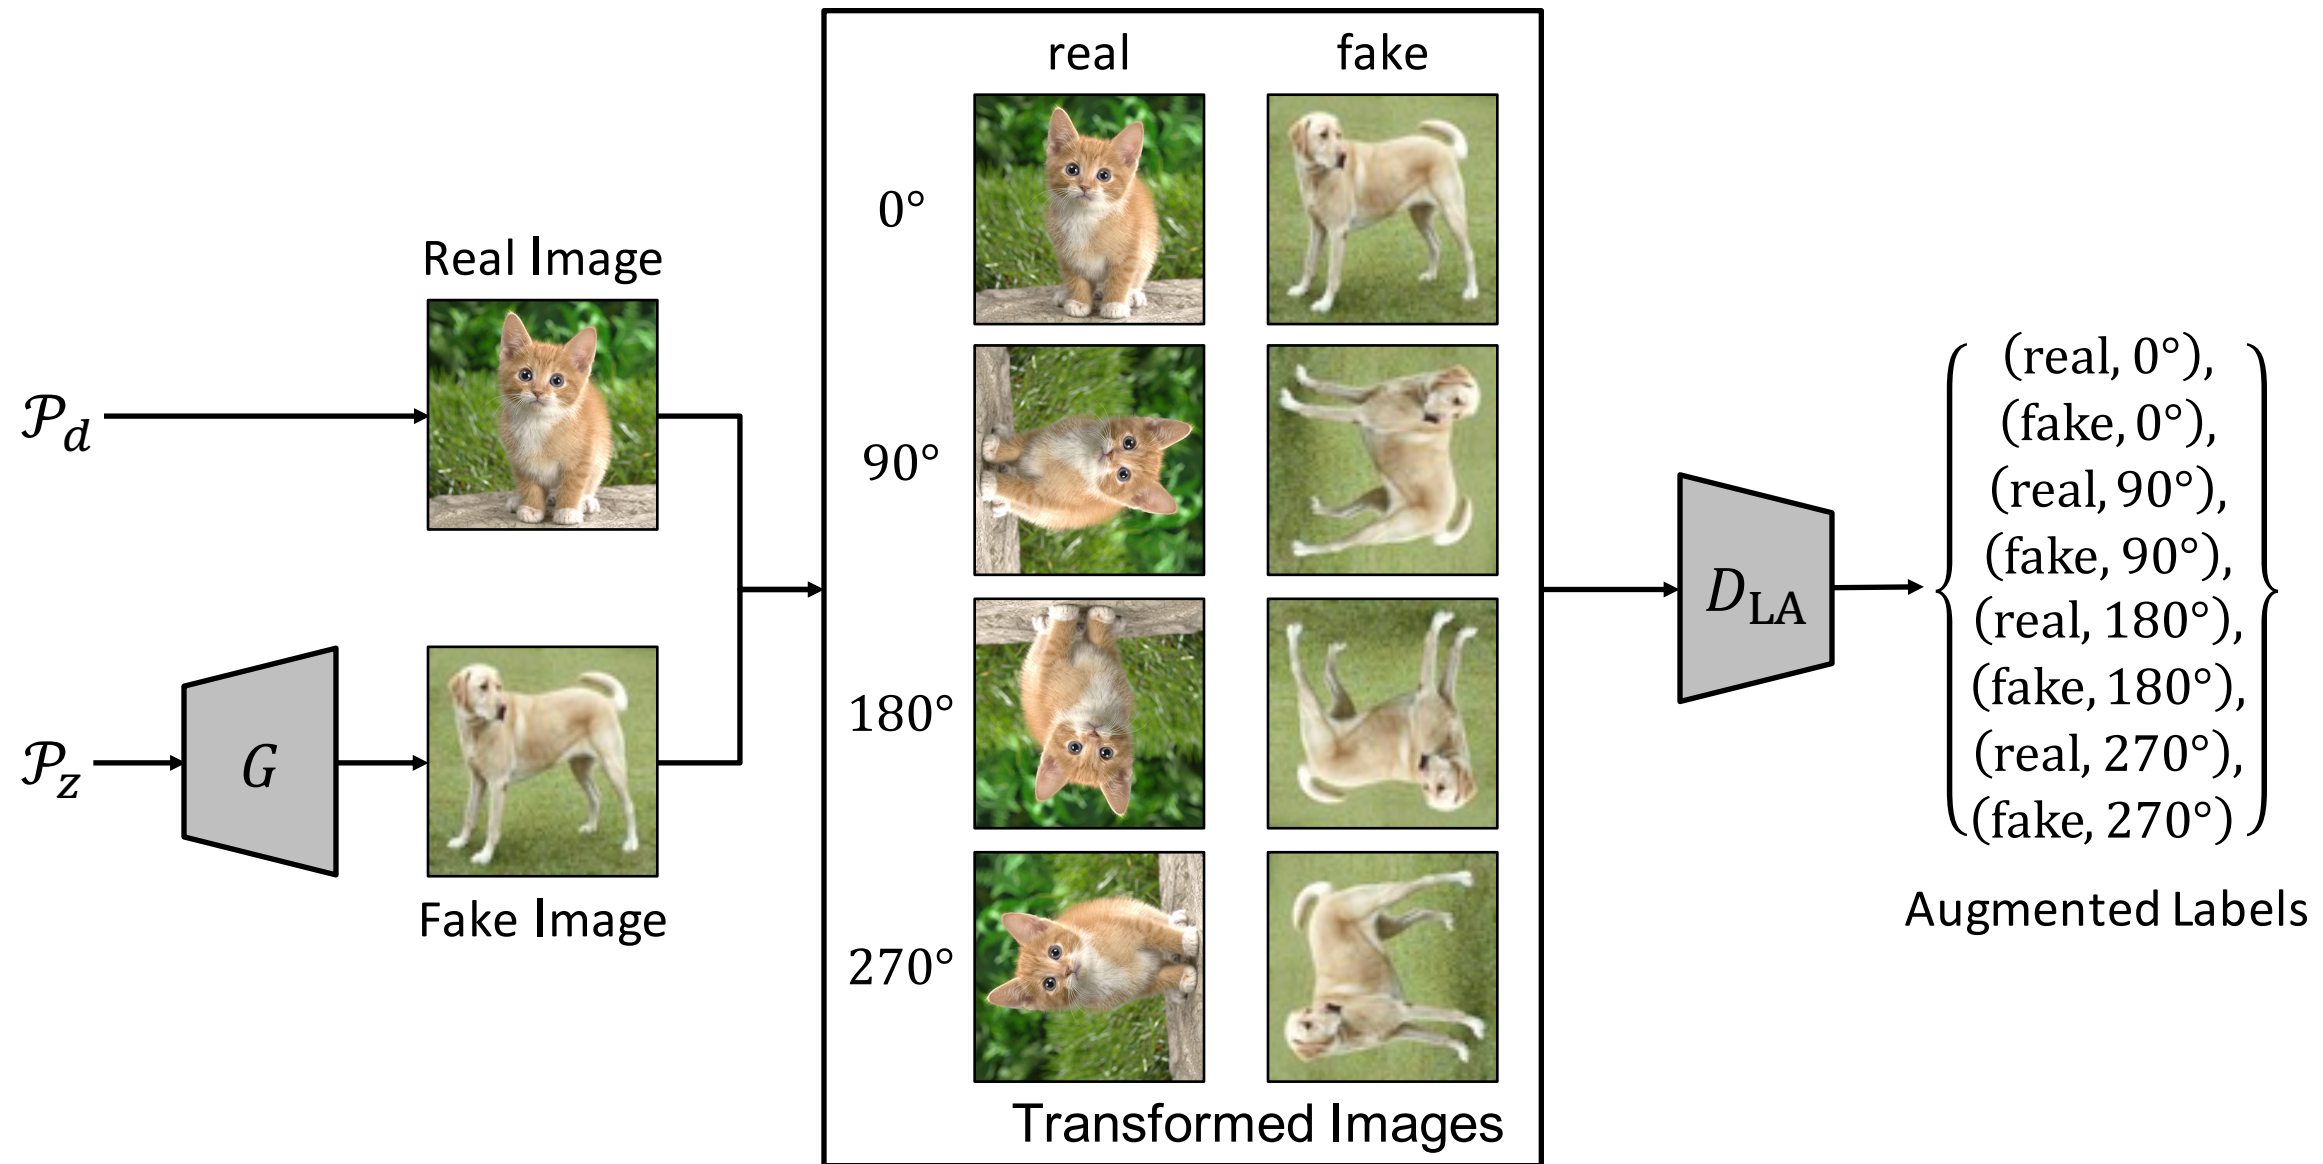 real fake
0°
Real Image
90°
𝒫d
180°
𝒫z
G
270°
Fake Image
Transformed Images
D_LA
(real, 0°),
(fake, 0°),
(real, 90°),
(fake, 90°),
(real, 180°),
(fake, 180°),
(real, 270°),
(fake, 270°)
Augmented Labels